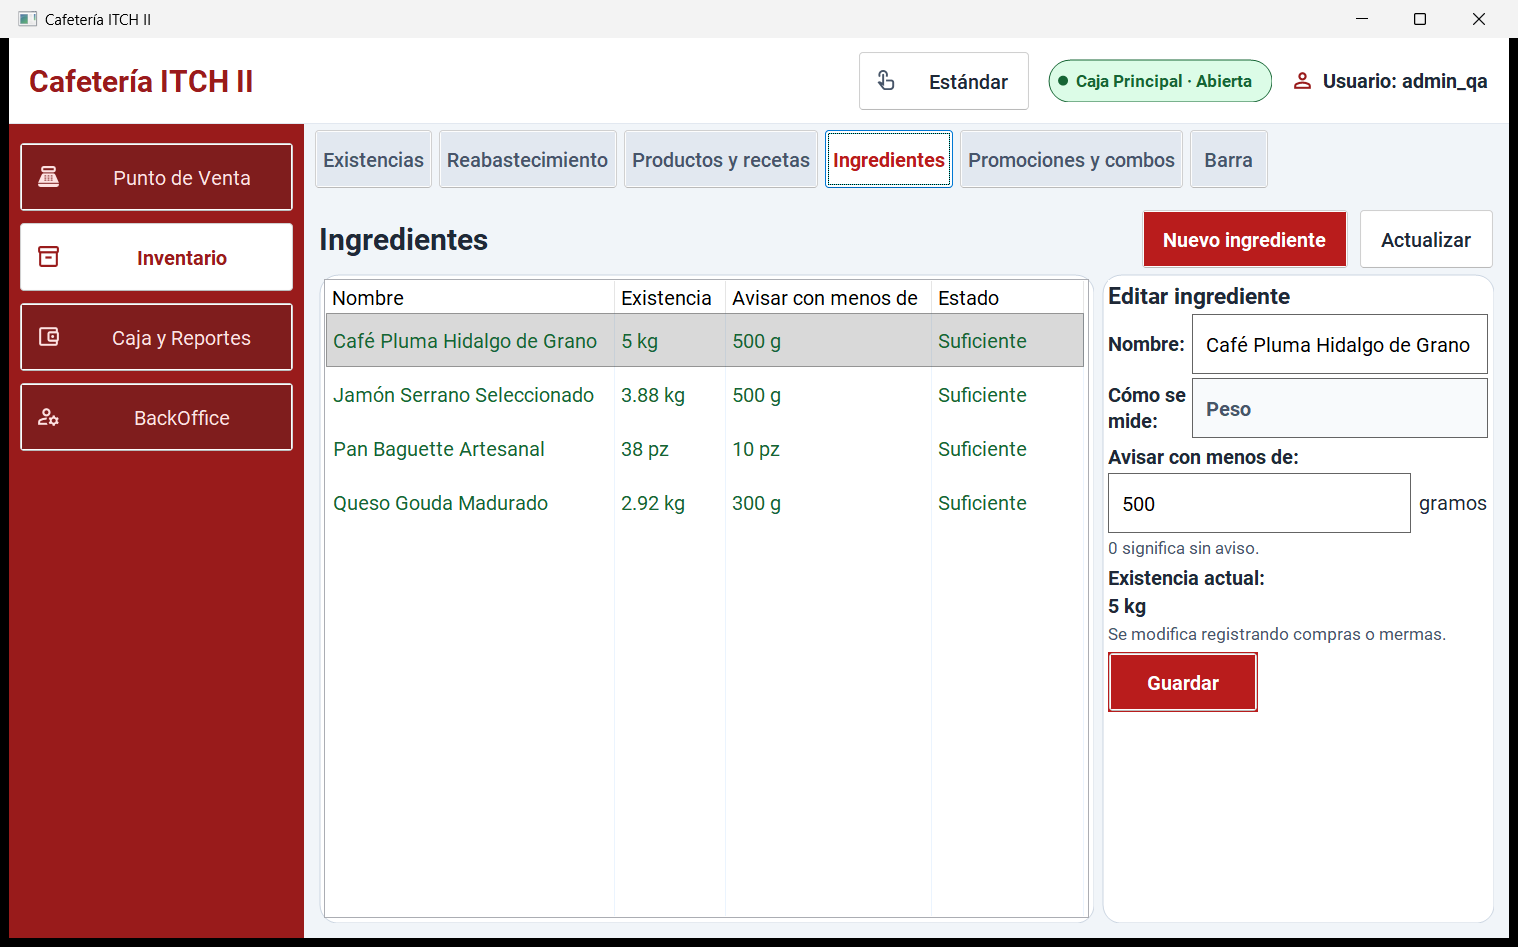 Cafetería ITCH II
Cafetería ITCH II
Estándar
Caja Principal · Abierta
Usuario: admin_qa
Punto de Venta
Inventario
Caja y Reportes
BackOffice
Existencias
Reabastecimiento
Productos y recetas
Ingredientes
Promociones y combos
Barra
Ingredientes
Nuevo ingrediente
Actualizar
Nombre Existencia Avisar con menos de Estado
Café Pluma Hidalgo de Grano 5 kg 500 g Suficiente
Jamón Serrano Seleccionado 3.88 kg 500 g Suficiente
Pan Baguette Artesanal 38 pz 10 pz Suficiente
Queso Gouda Madurado 2.92 kg 300 g Suficiente
Editar ingrediente
Nombre: Café Pluma Hidalgo de Grano
Cómo se
mide:
Peso
Avisar con menos de:
500 gramos
0 significa sin aviso.
Existencia actual:
5 kg
Se modifica registrando compras o mermas.
Guardar